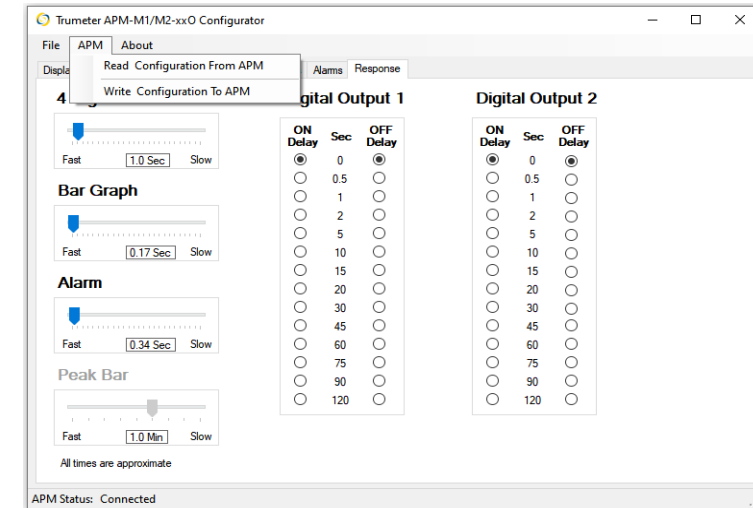 Trumeter APM-M1/M2-xxO Configurator
File APM About
Read Configuration From APM
Write Configuration To APM
Alarms Response
4
Digital Output 1 Digital Output 2
Fast 1.0 Sec Slow
Bar Graph
Fast 0.17 Sec Slow
Alarm
Fast 0.34 Sec Slow
Peak Bar
Fast 1.0 Min Slow
All times are approximate
ON Delay Sec OFF Delay ON Delay Sec OFF Delay
0 0
0.5 0.5
1 1
2 2
5 5
10 10
15 15
20 20
30 30
45 45
60 60
75 75
90 90
120 120
APM Status: Connected